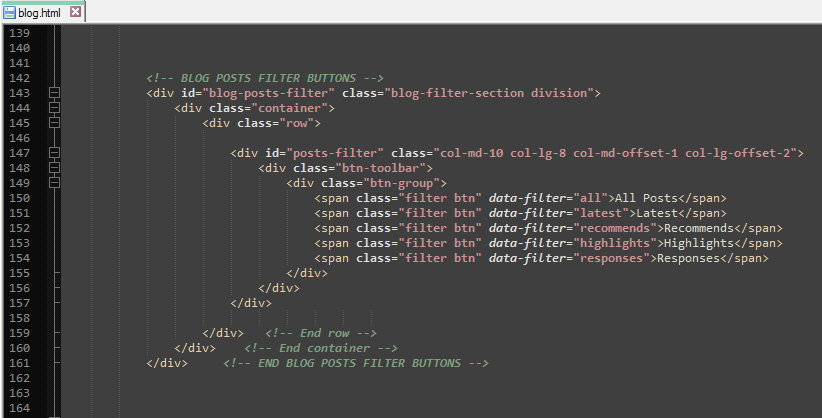 blog.html
139
140
141
142 <!-- BLOG POSTS FILTER BUTTONS -->
143 <div id="blog-posts-filter" class="blog-filter-section division">
144 <div class="container">
145 <div class="row">
146
147 <div id="posts-filter" class="col-md-10 col-lg-8 col-md-offset-1 col-lg-offset-2">
148 <div class="btn-toolbar">
149 <div class="btn-group">
150 <span class="filter btn" data-filter="all">All Posts</span>
151 <span class="filter btn" data-filter="latest">Latest</span>
152 <span class="filter btn" data-filter="recommends">Recommends</span>
153 <span class="filter btn" data-filter="highlights">Highlights</span>
154 <span class="filter btn" data-filter="responses">Responses</span>
155 </div>
156 </div>
157 </div>
158
159 </div> <!-- End row -->
160 </div> <!-- End container -->
161 </div> <!-- END BLOG POSTS FILTER BUTTONS -->
162
163
164